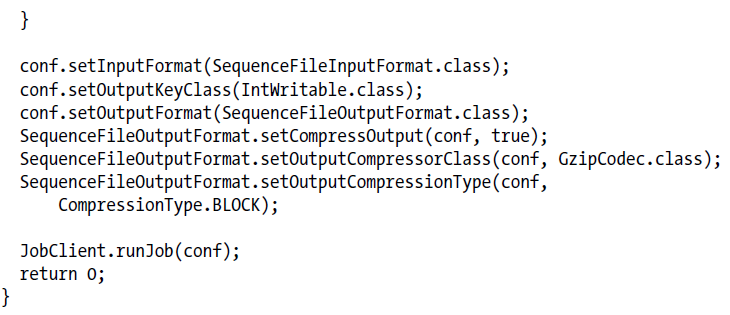 }
conf.setInputFormat(SequenceFileInputFormat.class);
conf.setOutputKeyClass(IntWritable.class);
conf.setOutputFormat(SequenceFileOutputFormat.class);
SequenceFileOutputFormat.setCompressOutput(conf, true);
SequenceFileOutputFormat.setOutputCompressorClass(conf, GzipCodec.class);
SequenceFileOutputFormat.setOutputCompressionType(conf,
CompressionType.BLOCK);
JobClient.runJob(conf);
return 0;
}